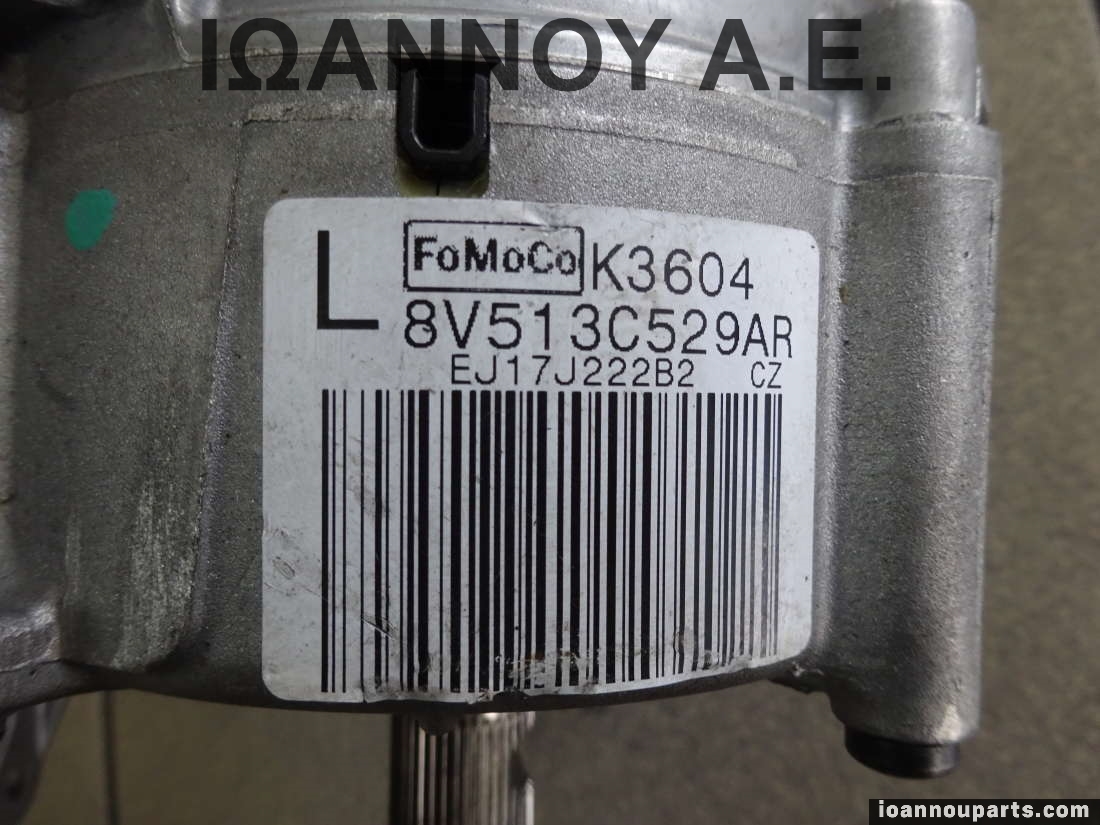 ΙΩΑΝΝΟΥ Α.Ε.
L FoMoCo K3604
8V513C529AR
EJ17J222B2 CZ
ioannouparts.com